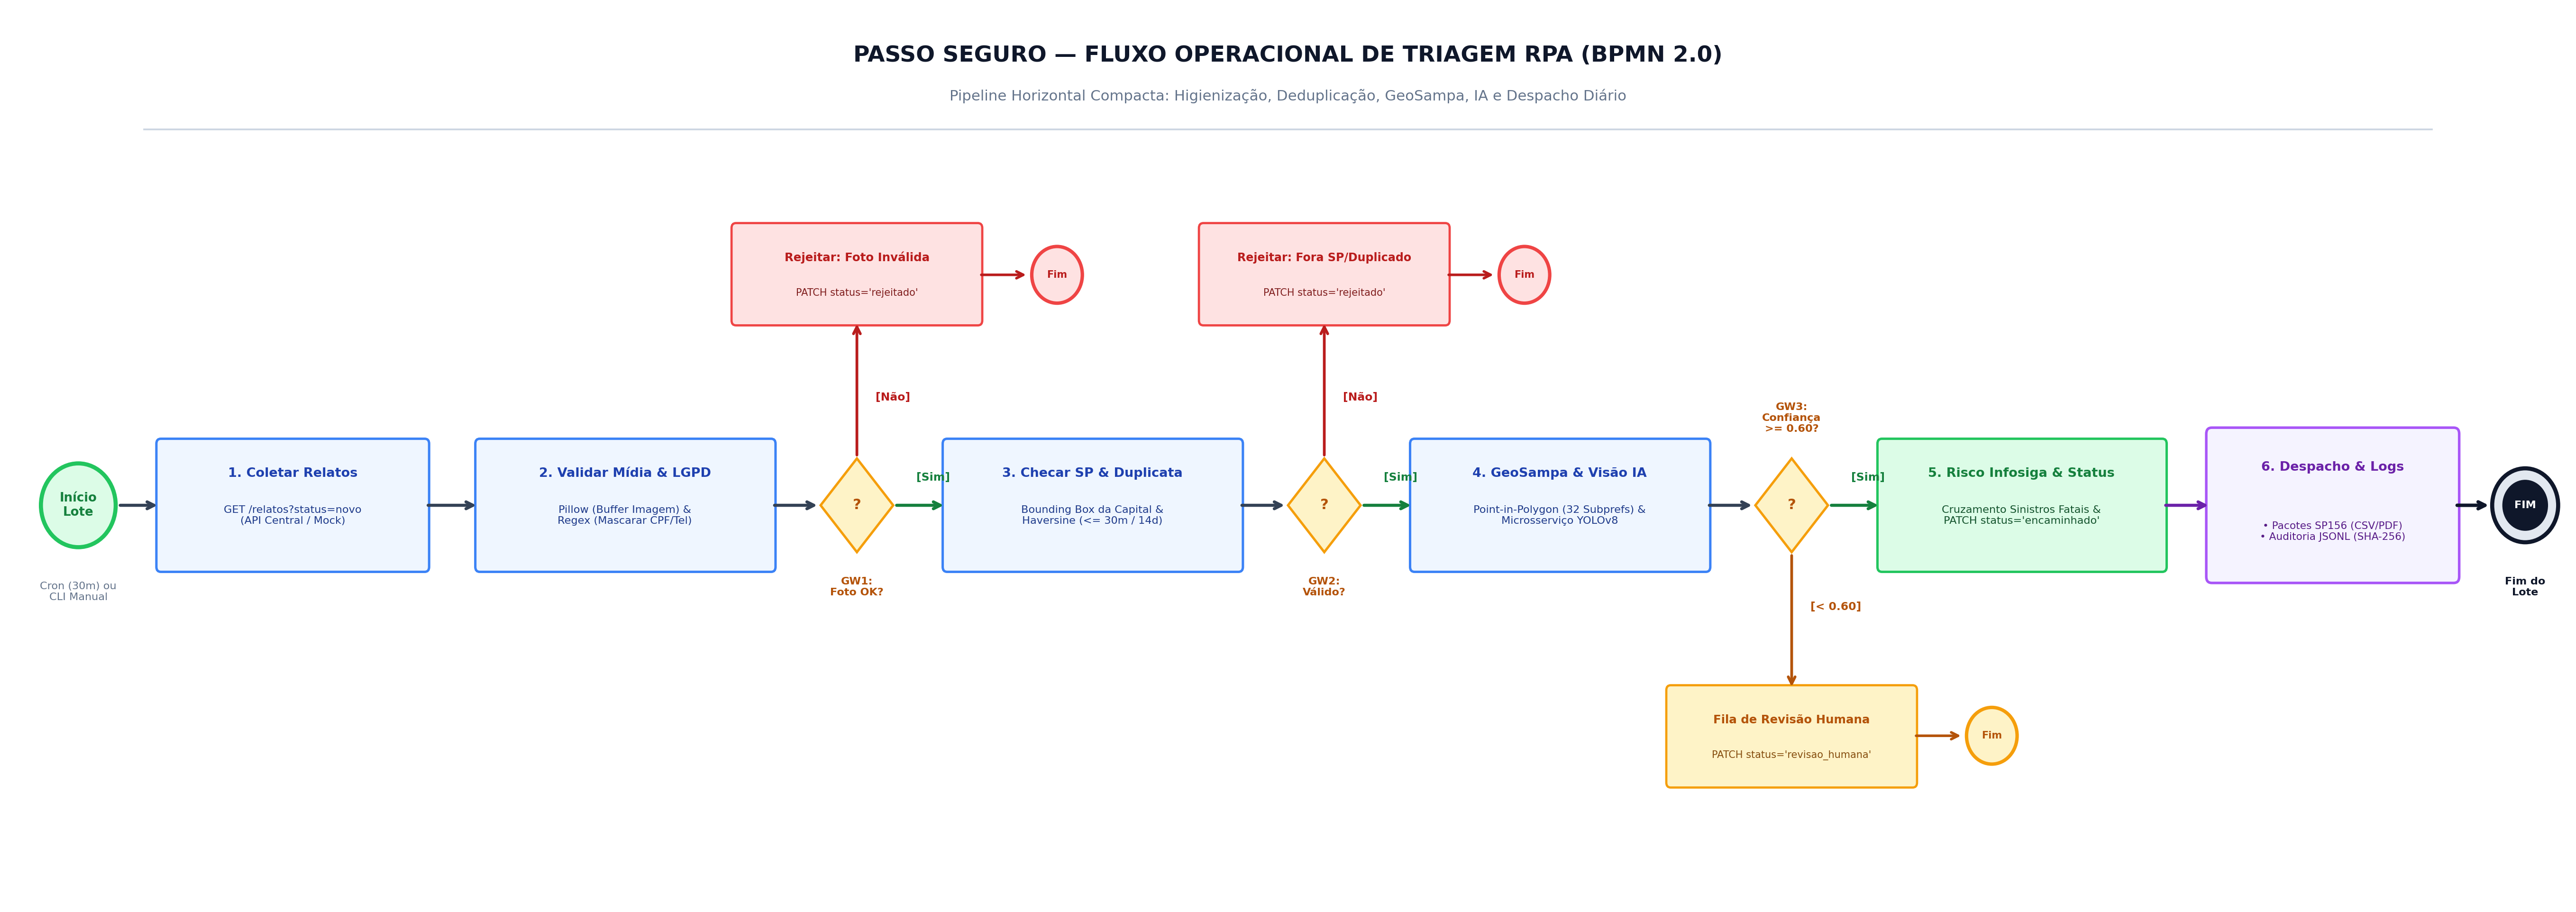 PASSO SEGURO — FLUXO OPERACIONAL DE TRIAGEM RPA (BPMN 2.0)
Pipeline Horizontal Compacta: Higienização, Deduplicação, GeoSampa, IA e Despacho Diário
Rejeitar: Foto Inválida
PATCH status='rejeitado'
Fim
Rejeitar: Fora SP/Duplicado
PATCH status='rejeitado'
Fim
[Não]
[Não]
Início
Lote
Cron (30m) ou
CLI Manual
1. Coletar Relatos
GET /relatos?status=novo
(API Central / Mock)
2. Validar Mídia & LGPD
Pillow (Buffer Imagem) &
Regex (Mascarar CPF/Tel)
?
GW1:
Foto OK?
[Sim]
3. Checar SP & Duplicata
Bounding Box da Capital &
Haversine (<= 30m / 14d)
?
GW2:
Válido?
[Sim]
4. GeoSampa & Visão IA
Point-in-Polygon (32 Subprefs) &
Microsserviço YOLOv8
GW3:
Confiança
>= 0.60?
?
[Sim]
5. Risco Infosiga & Status
Cruzamento Sinistros Fatais &
PATCH status='encaminhado'
6. Despacho & Logs
• Pacotes SP156 (CSV/PDF)
• Auditoria JSONL (SHA-256)
FIM
Fim do
Lote
[< 0.60]
Fila de Revisão Humana
PATCH status='revisao_humana'
Fim